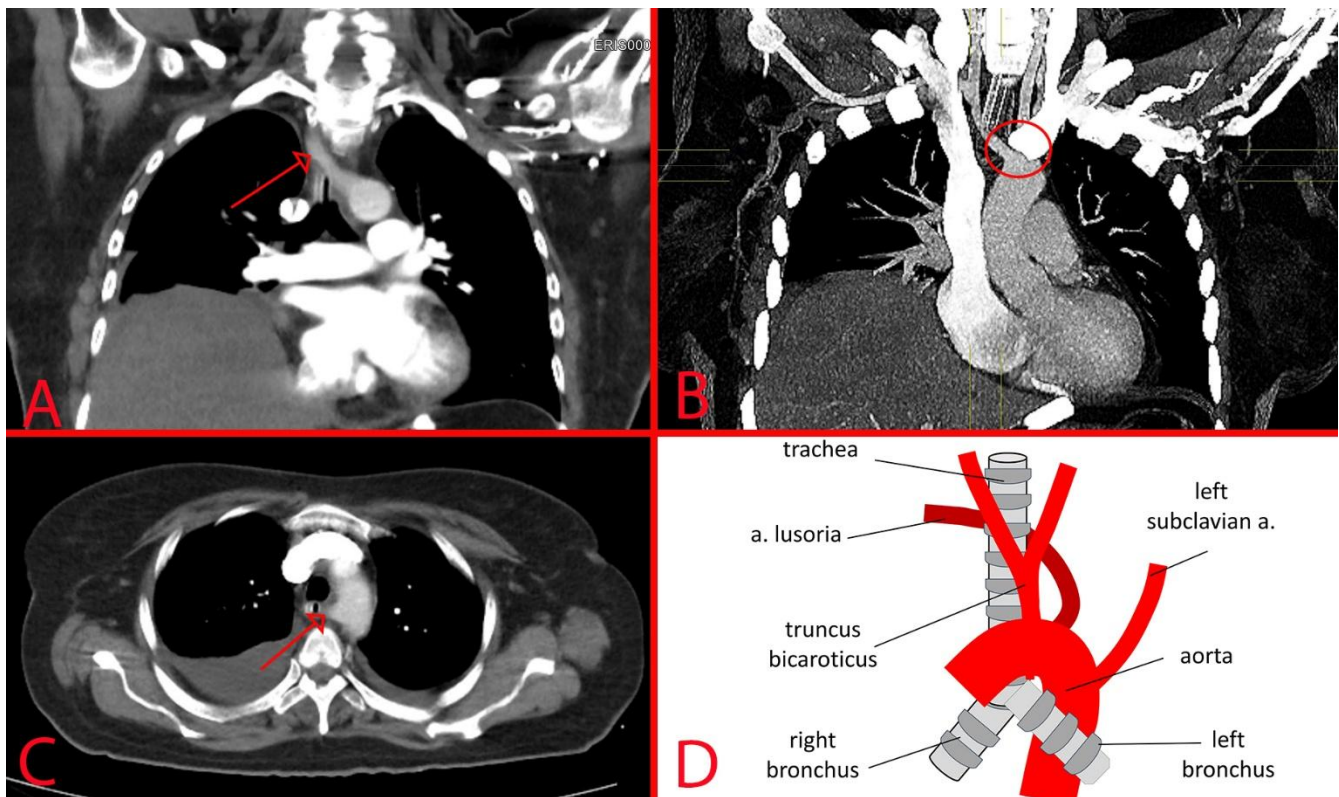 ERIS000
A
B
C
trachea
a. lusoria
left
subclavian a.
truncus
bicaroticus
aorta
right
bronchus
left
bronchus
D